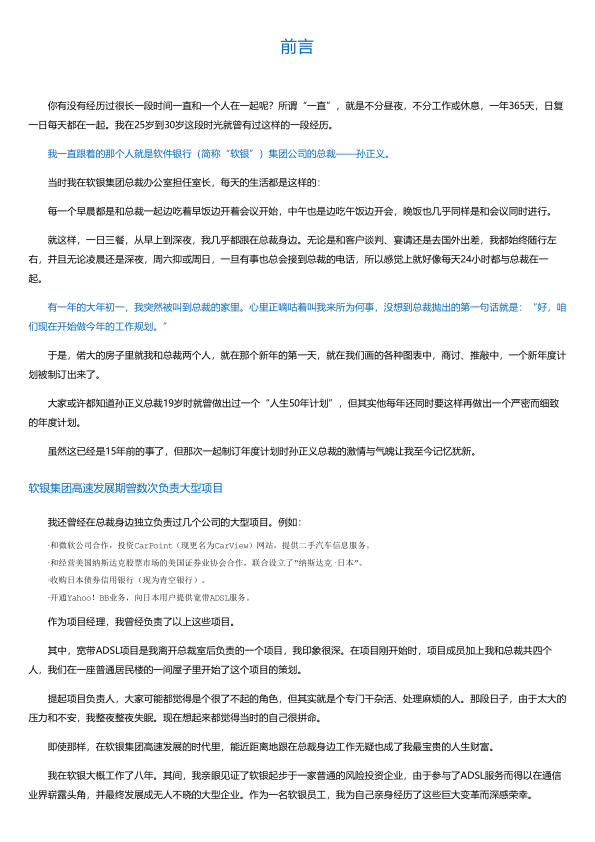 前言
你有没有经历过很长一段时间一直和一个人在一起呢？所谓“一直”，就是不分昼夜，不分工作或休息，一年365天，日复
一日每天都在一起。我在25岁到30岁这段时光就曾有过这样的一段经历。
我一直跟着的那个人就是软件银行（简称“软银”）集团公司的总裁——孙正义。
当时我在软银集团总裁办公室担任室长，每天的生活都是这样的：
每一个早晨都是和总裁一起边吃着早饭边开着会议开始，中午也是边吃午饭边开会，晚饭也几乎同样是和会议同时进行。
就这样，一日三餐，从早上到深夜，我几乎都跟在总裁身边。无论是和客户谈判、宴请还是去国外出差，我都始终随行左
右，并且无论凌晨还是深夜，周六抑或周日，一旦有事也总会接到总裁的电话，所以感觉上就好像每天24小时都与总裁在一
起。
有一年的大年初一，我突然被叫到总裁的家里。心里正嘀咕着叫我来所为何事，没想到总裁抛出的第一句话就是：“好，咱
们现在开始做今年的工作规划。”
于是，偌大的房子里就我和总裁两个人，就在那个新年的第一天，就在我们画的各种图表中，商讨、推敲中，一个新年度计
划被制订出来了。
大家或许都知道孙正义总裁19岁时就曾做出过一个“人生50年计划”，但其实他每年还同时要这样再做出一个严密而细致
的年度计划。
虽然这已经是15年前的事了，但那次一起制订年度计划时孙正义总裁的激情与气魄让我至今记忆犹新。
软银集团高速发展期曾数次负责大型项目
我还曾经在总裁身边独立负责过几个公司的大型项目。例如：
·和微软公司合作，投资CarPoint（现更名为CarView）网站，提供二手汽车信息服务。
·和经营美国纳斯达克股票市场的美国证券业协会合作，联合设立了“纳斯达克·日本”。
·收购日本债券信用银行（现为青空银行）。
·开通Yahoo！BB业务，向日本用户提供宽带ADSL服务。
作为项目经理，我曾经负责了以上这些项目。
其中，宽带ADSL项目是我离开总裁室后负责的一个项目，我印象很深。在项目刚开始时，项目成员加上我和总共四个
人，我们在一座普通居民楼的一间屋子里开始了这个项目的策划。
提起项目负责人，大家可能都觉得是个很了不起的角色，但其实就是个专门干杂活、处理麻烦的人。那段日子，由于太大的
压力和不安，我整夜整夜失眠。现在想起来都觉得当时的自己很拼命。
即使那样，在软银集团高速发展的时代里，能近距离地跟在总裁身边工作无疑也成了我最宝贵的人生财富。
我在软银大概工作了八年。其间，我亲眼见证了软银起步于一家普通的风险投资企业，由于参与了ADSL服务而得以在通信
业界崭露头角，并最终发展成无人不晓的大型企业。作为一名软银员工，我为自己亲身经历了这些巨大变革而深感荣幸。